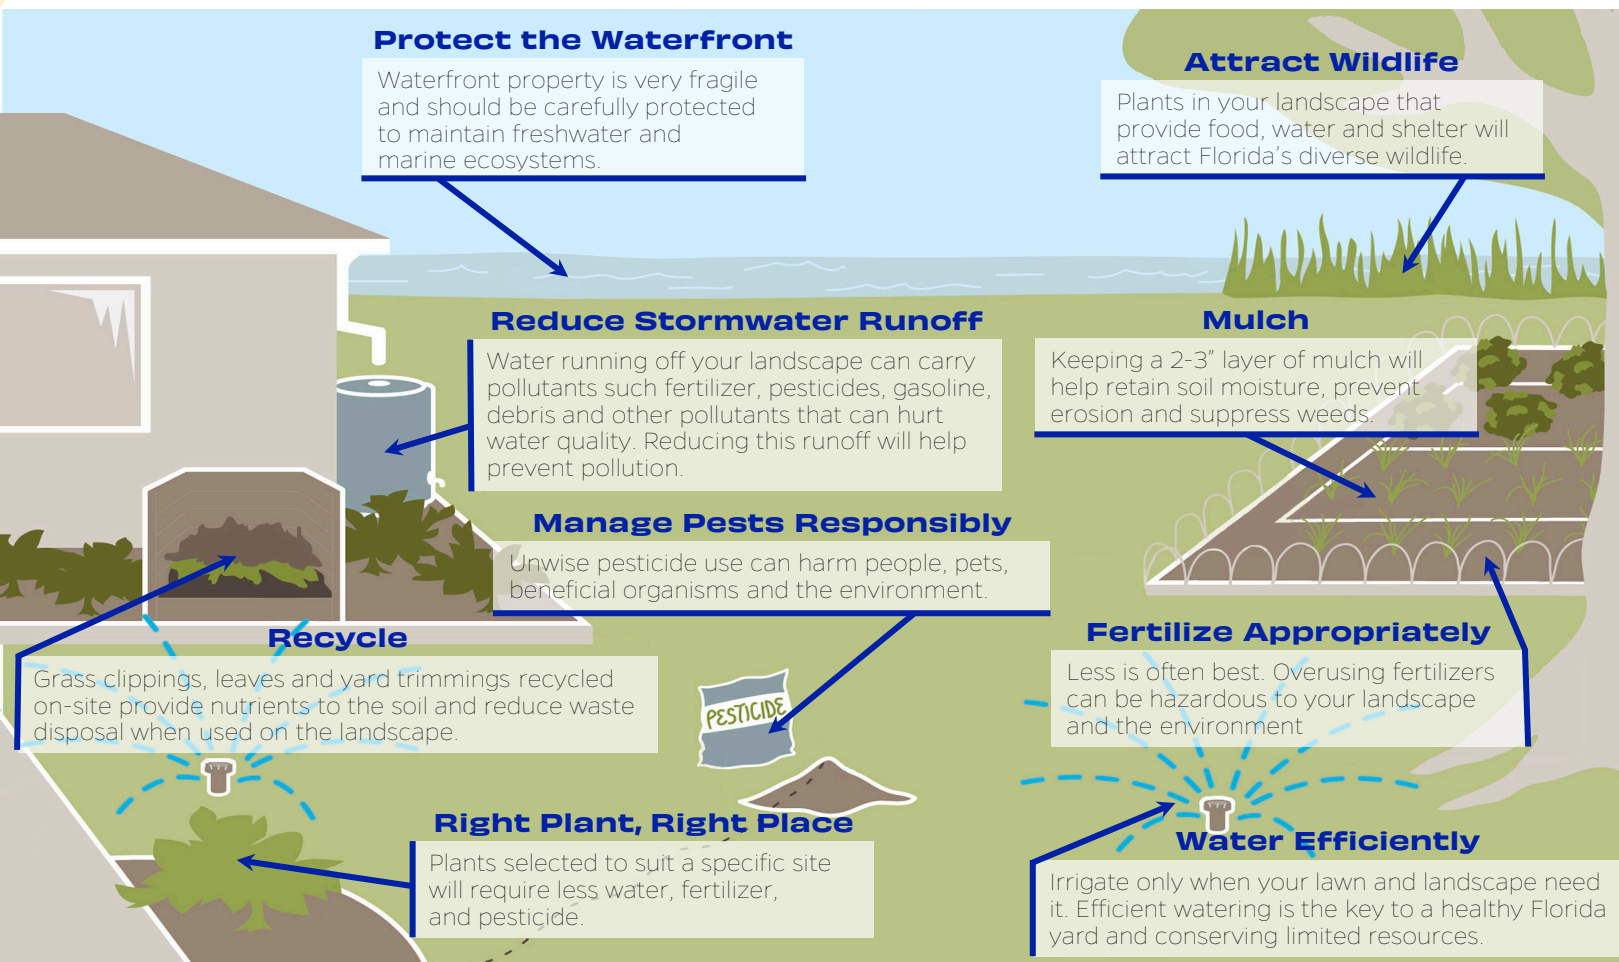 Protect the Waterfront
Waterfront property is very fragile
and should be carefully protected
to maintain freshwater and
marine ecosystems.
Attract Wildlife
Plants in your landscape that
provide food, water and shelter will
attract Florida's diverse wildlife.
Reduce Stormwater Runoff
Water running off your landscape can carry
pollutants such fertilizer, pesticides, gasoline,
debris and other pollutants that can hurt
water quality. Reducing this runoff will help
prevent pollution.
Mulch
Keeping a 2-3" layer of mulch will
help retain soil moisture, prevent
erosion and suppress weeds.
Manage Pests Responsibly
Unwise pesticide use can harm people, pets,
beneficial organisms and the environment.
Recycle
Grass clippings, leaves and yard trimmings recycled
on-site provide nutrients to the soil and reduce waste
disposal when used on the landscape.
PESTICIDE
Fertilize Appropriately
Less is often best. Overusing fertilizers
can be hazardous to your landscape
and the environment
Right Plant, Right Place
Plants selected to suit a specific site
will require less water, fertilizer,
and pesticide.
Water Efficiently
Irrigate only when your lawn and landscape need
it. Efficient watering is the key to a healthy Florida
yard and conserving limited resources.